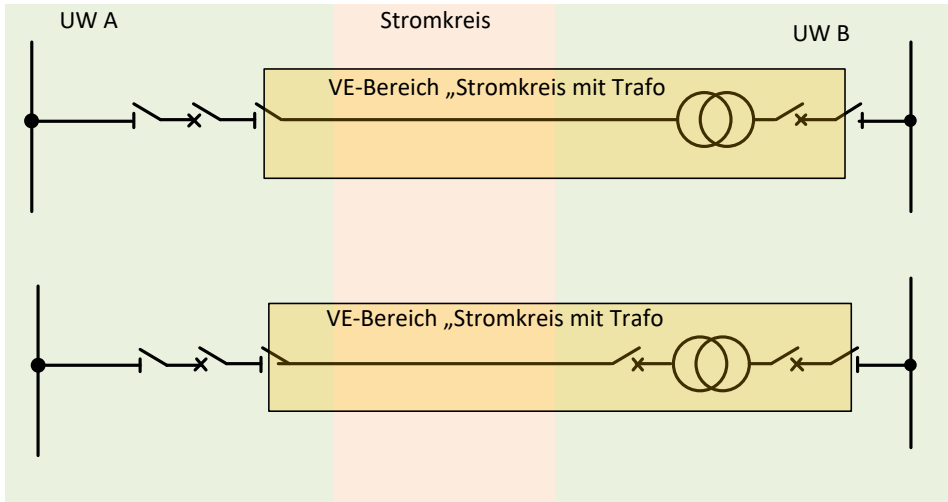 UW A
Stromkreis
UW B
VE-Bereich „Stromkreis mit Trafo
VE-Bereich „Stromkreis mit Trafo